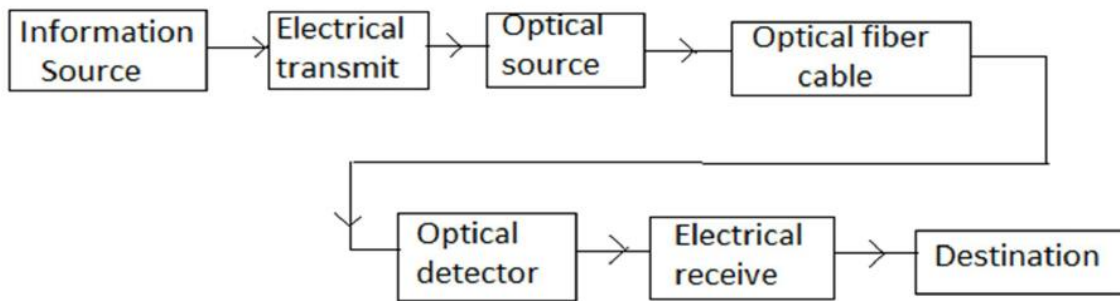 Information
Source
Electrical
transmit
Optical
source
Optical fiber
cable
Optical
detector
Electrical
receive
Destination